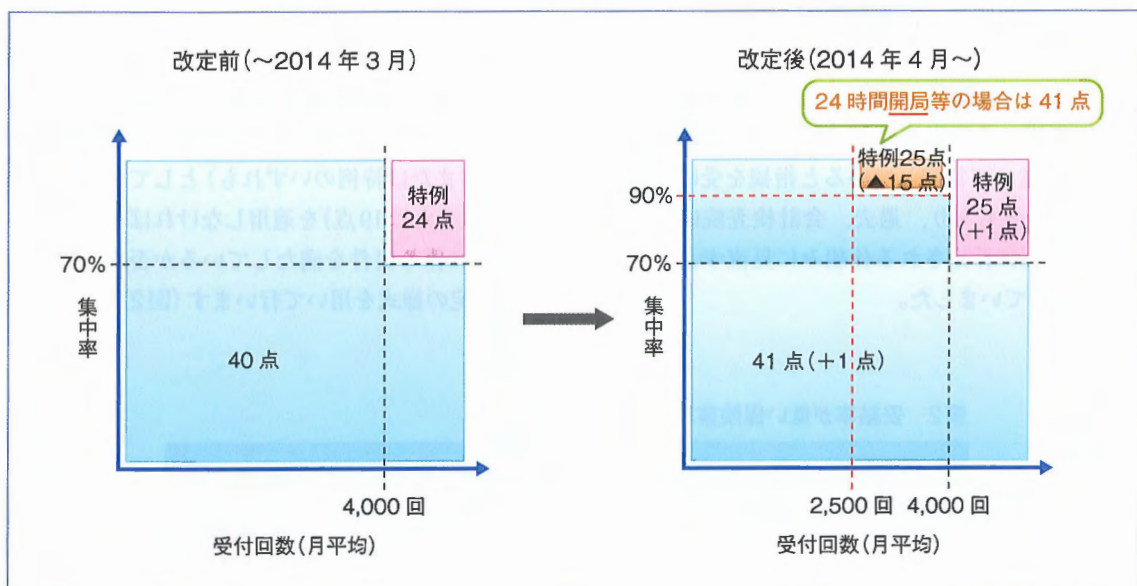 改定前(~2014年3月)
特例
24点
70%
集中率
40点
4,000回
受付回数(月平均)
改定後(2014年4月~)
24時間開局等の場合は41点
特例25点
(▲15点)
90%
特例
25点
(+1点)
70%
集中率
41点(+1点)
2,500回
4,000回
受付回数(月平均)